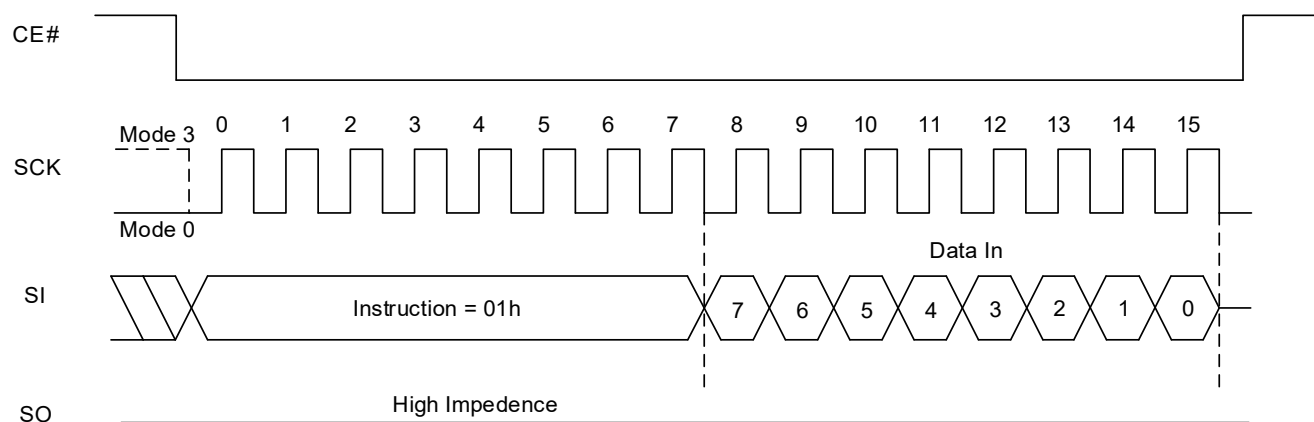 CE#
Mode 3
0 1 2 3 4 5 6 7 8 9 10 11 12 13 14 15
SCK
Mode 0
Data In
SI
Instruction = 01h
7 6 5 4 3 2 1 0
High Impedence
SO